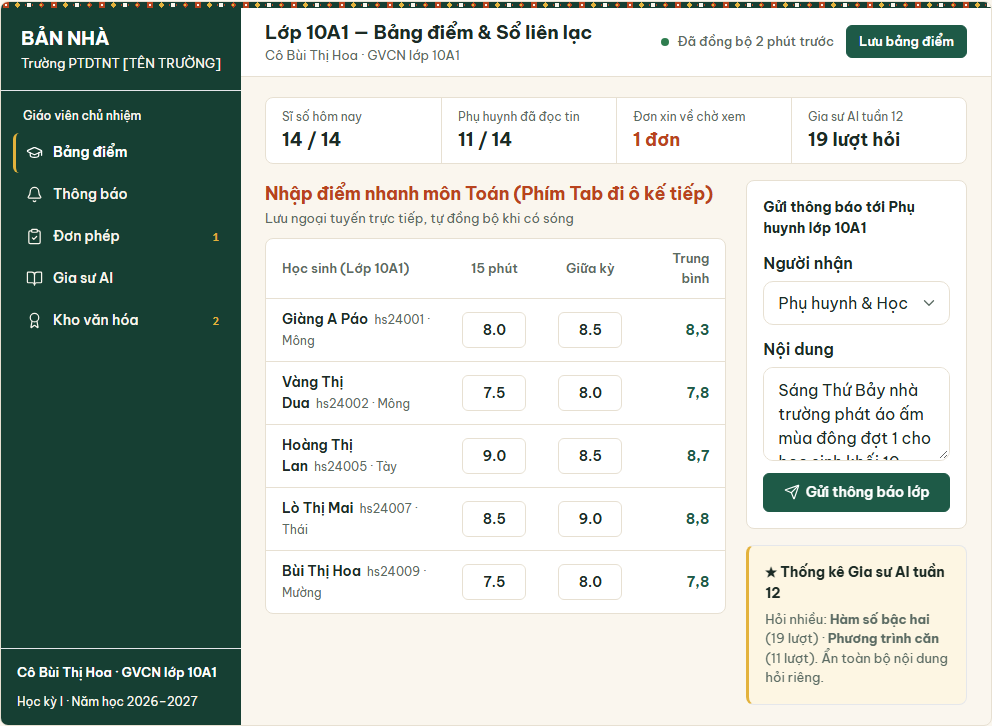 BẢN NHÀ
Trường PTDTNT [TÊN TRƯỜNG]
Giáo viên chủ nhiệm
Bảng điểm
Thông báo
Đơn phép 1
Gia sư AI
Kho văn hóa 2
Cô Bùi Thị Hoa · GVCN lớp 10A1
Học kỳ I · Năm học 2026–2027
Lớp 10A1 — Bảng điểm & Sổ liên lạc
Cô Bùi Thị Hoa · GVCN lớp 10A1
Đã đồng bộ 2 phút trước
Lưu bảng điểm
Sĩ số hôm nay
14 / 14
Phụ huynh đã đọc tin
11 / 14
Đơn xin về chờ xem
1 đơn
Gia sư AI tuần 12
19 lượt hỏi
Nhập điểm nhanh môn Toán (Phím Tab đi ô kế tiếp)
Lưu ngoại tuyến trực tiếp, tự đồng bộ khi có sóng
Học sinh (Lớp 10A1) 15 phút Giữa kỳ Trung
bình
Giàng A Páo hs24001 ·
Mông
8.0 8.5 8,3
Vàng Thị
Dua hs24002 · Mông
7.5 8.0 7,8
Hoàng Thị
Lan hs24005 · Tày
9.0 8.5 8,7
Lò Thị Mai hs24007 ·
Thái
8.5 9.0 8,8
Bùi Thị Hoa hs24009 ·
Mường
7.5 8.0 7,8
Gửi thông báo tới Phụ
huynh lớp 10A1
Người nhận
Phụ huynh & Học
Nội dung
Sáng Thứ Bảy nhà
trường phát áo ấm
mùa đông đợt 1 cho
học sinh khối 10
Gửi thông báo lớp
★ Thống kê Gia sư AI tuần
12
Hỏi nhiều: Hàm số bậc hai
(19 lượt) · Phương trình căn
(11 lượt). Ẩn toàn bộ nội dung
hỏi riêng.